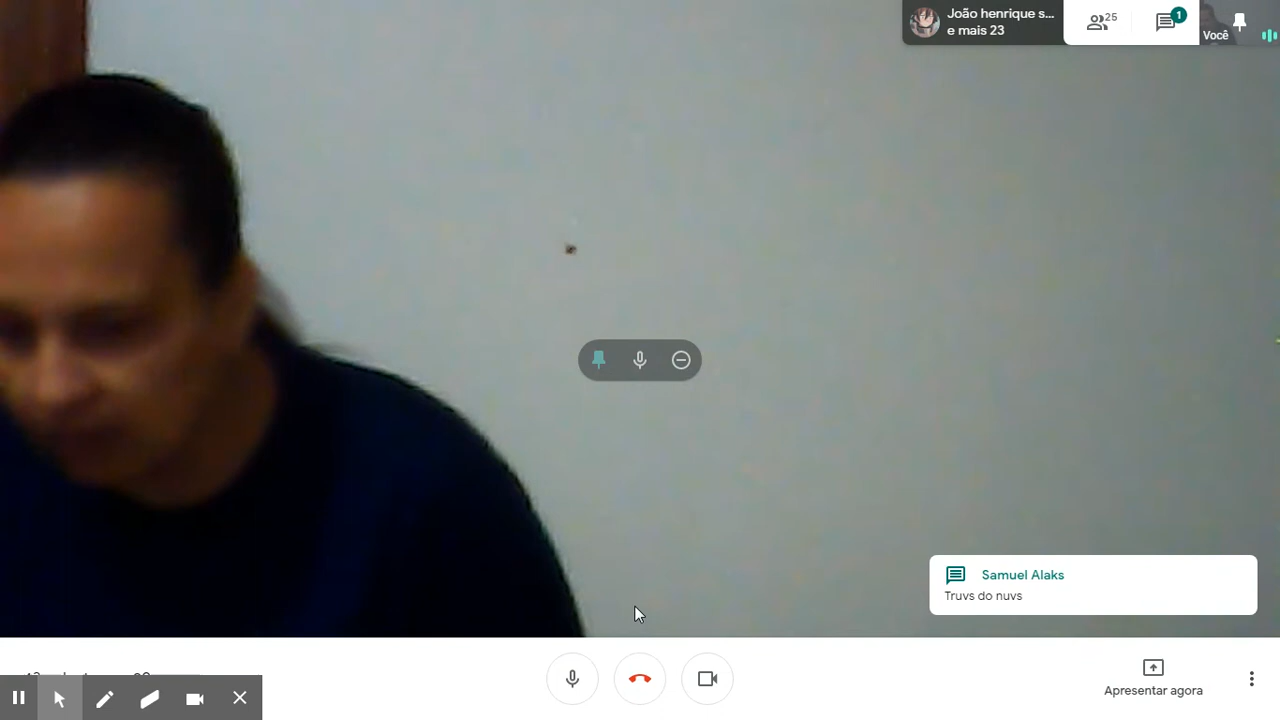 João henrique s...
e mais 23
25
1
Você
Samuel Alaks
Truvs do nuvs
Apresentar agora